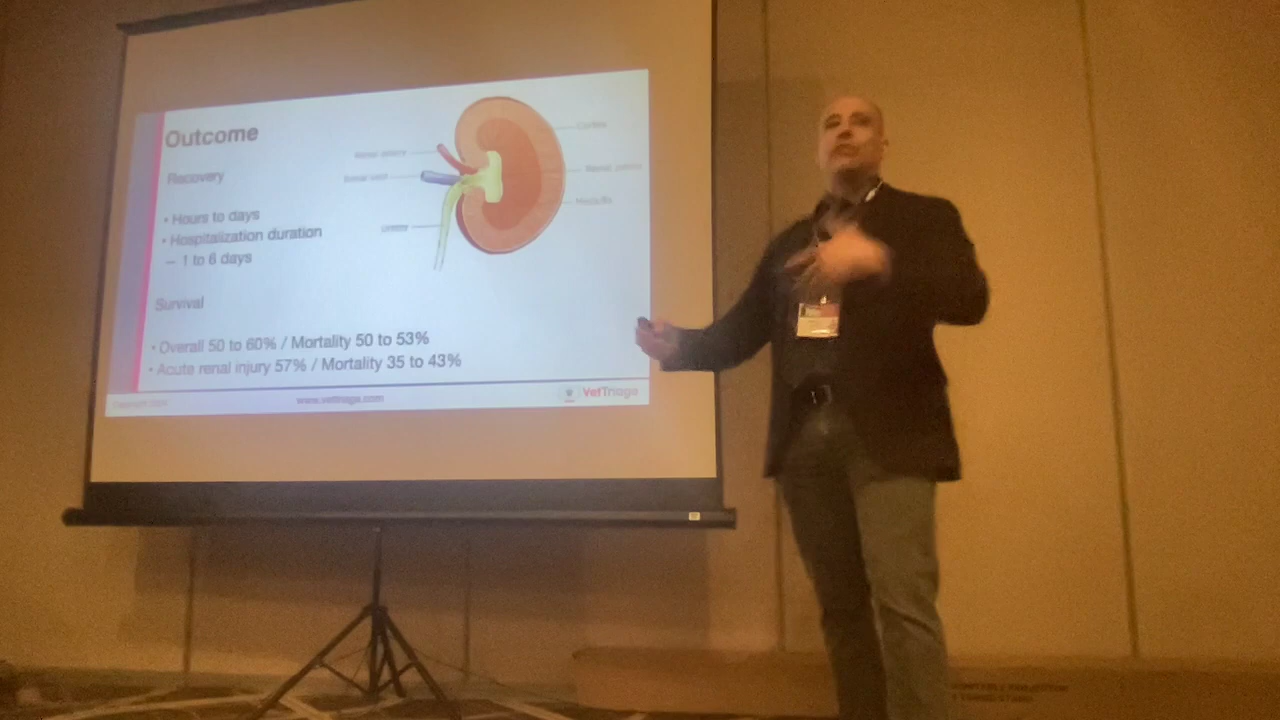 Outcome
Recovery
• Hours to days
• Hospitalization duration
– 1 to 6 days
Survival
• Overall 50 to 60% / Mortality 50 to 53%
• Acute renal injury 57% / Mortality 35 to 43%
Cortex
Medulla
Ureter
www.vettriage.com
VetTriage